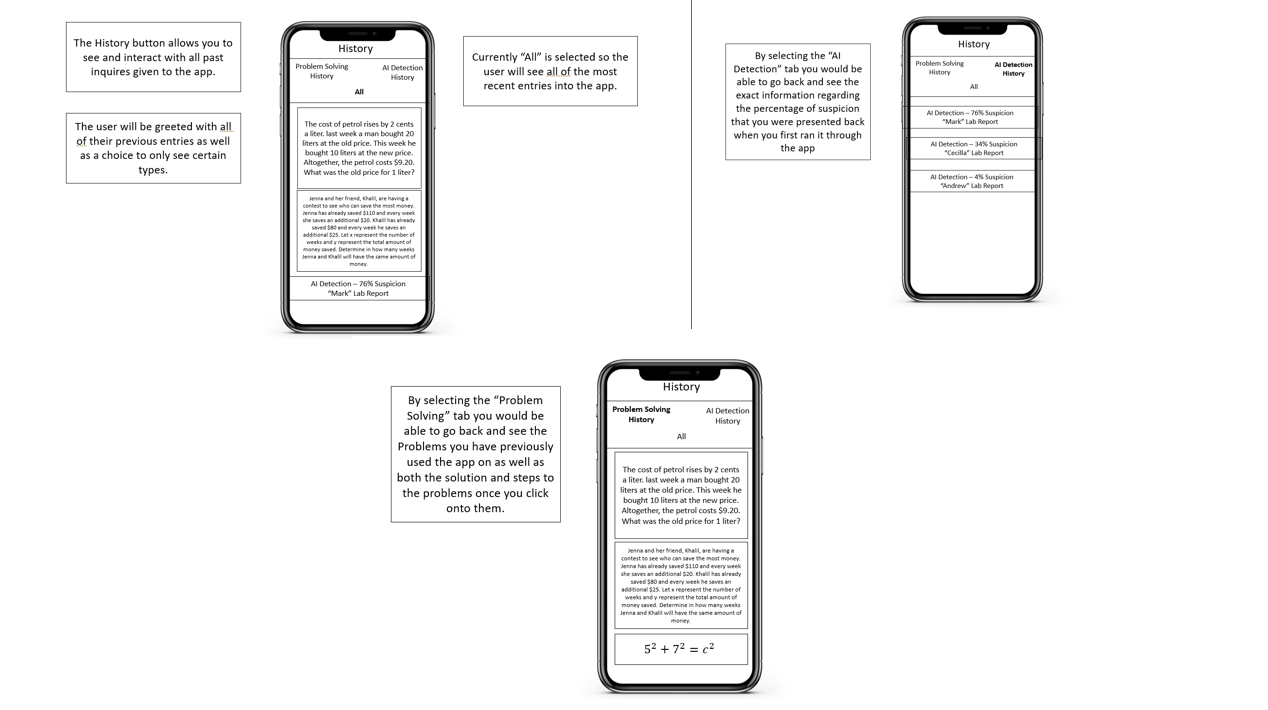 The History button allows you to
see and interact with all past
inquires given to the app.
The user will be greeted with all
of their previous entries as well
as a choice to only see certain
types.
History
Problem Solving
History
AI Detection
History
All
The cost of petrol rises by 2 cents
a liter. last week a man bought 20
liters at the old price. This week he
bought 10 liters at the new price.
Altogether, the petrol costs $9.20.
What was the old price for 1 liter?
Jenna and her friend, Khalil, are having a
contest to see who can save the most money.
Jenna has already saved $110 and every week
she saves an additional $20. Khalil has already
saved $80 and every week he saves an
additional $25. Let x represent the number of
weeks and y represent the total amount of
money saved. Determine in how many weeks
Jenna and Khalil will have the same amount of
money.
AI Detection – 76% Suspicion
“Mark” Lab Report
Currently “All” is selected so the
user will see all of the most
recent entries into the app.
By selecting the “AI
Detection” tab you would be
able to go back and see the
exact information regarding
the percentage of suspicion
that you were presented back
when you first ran it through
the app
History
Problem Solving
History
AI Detection
History
All
AI Detection – 76% Suspicion
“Mark” Lab Report
AI Detection – 34% Suspicion
“Cecilla” Lab Report
AI Detection – 4% Suspicion
“Andrew” Lab Report
By selecting the “Problem
Solving” tab you would be
able to go back and see the
Problems you have previously
used the app on as well as
both the solution and steps to
the problems once you click
onto them.
History
Problem Solving
History
AI Detection
History
All
The cost of petrol rises by 2 cents
a liter. last week a man bought 20
liters at the old price. This week he
bought 10 liters at the new price.
Altogether, the petrol costs $9.20.
What was the old price for 1 liter?
Jenna and her friend, Khalil, are having a
contest to see who can save the most money.
Jenna has already saved $110 and every week
she saves an additional $20. Khalil has already
saved $80 and every week he saves an
additional $25. Let x represent the number of
weeks and y represent the total amount of
money saved. Determine in how many weeks
Jenna and Khalil will have the same amount of
money.
5² + 7² = c²